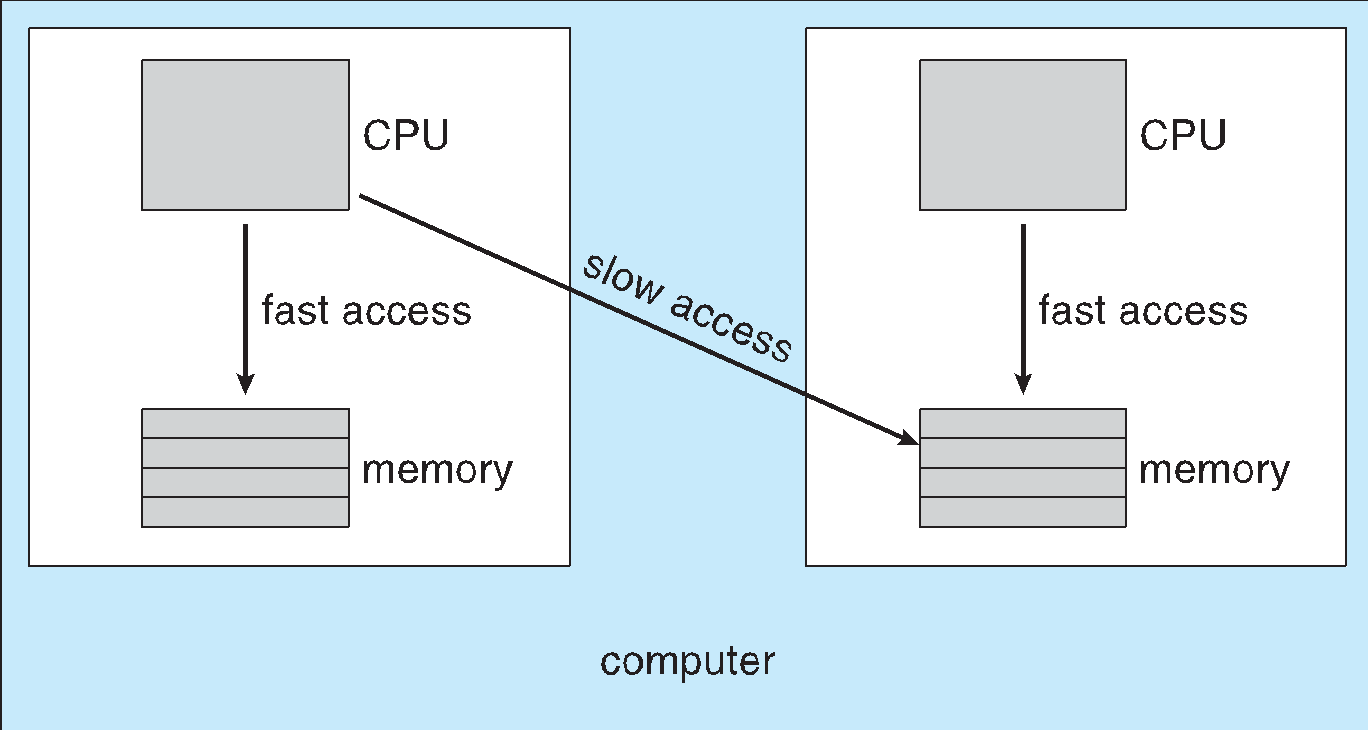 CPU
CPU
slow access
fast access
fast access
memory
memory
computer